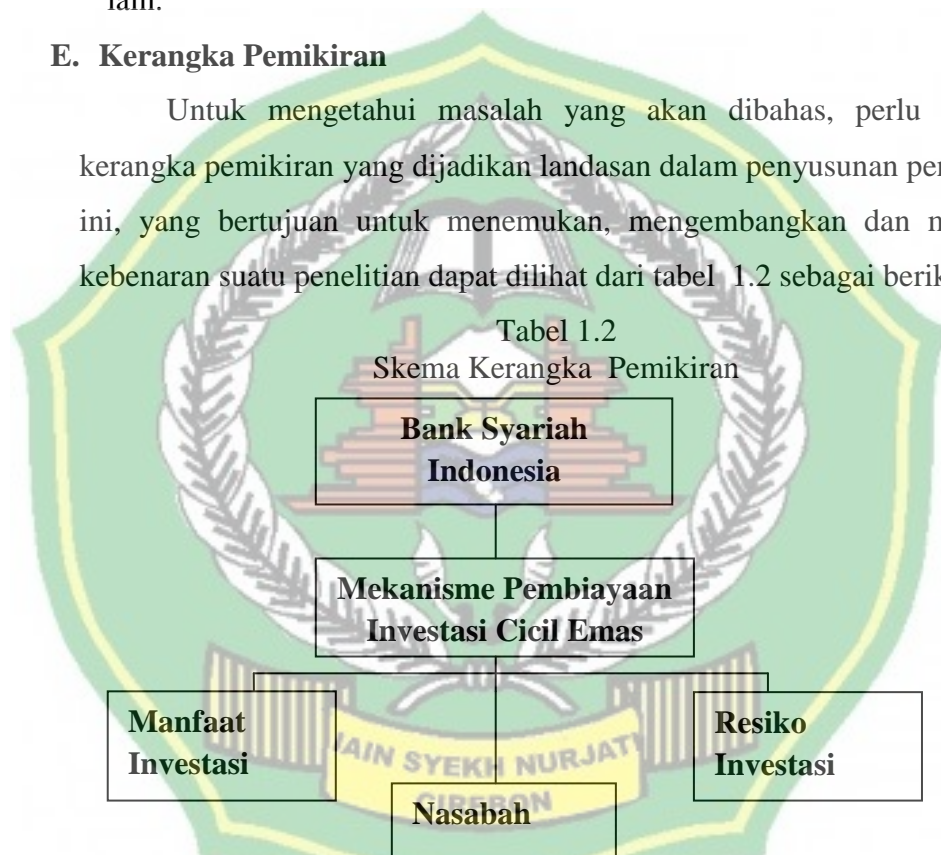 lain.
E. Kerangka Pemikiran
Untuk mengetahui masalah yang akan dibahas, perlu
kerangka pemikiran yang dijadikan landasan dalam penyusunan
ini, yang bertujuan untuk menemukan, mengembangkan dan
kebenaran suatu penelitian dapat dilihat dari tabel 1.2 sebagai
Tabel 1.2
Skema Kerangka Pemikiran
Bank Syariah
Indonesia
Mekanisme Pembiayaan
Investasi Cicil Emas
Manfaat
Investasi
Resiko
Investasi
Nasabah
IAIN SYEKH NURJATI
CIREBON